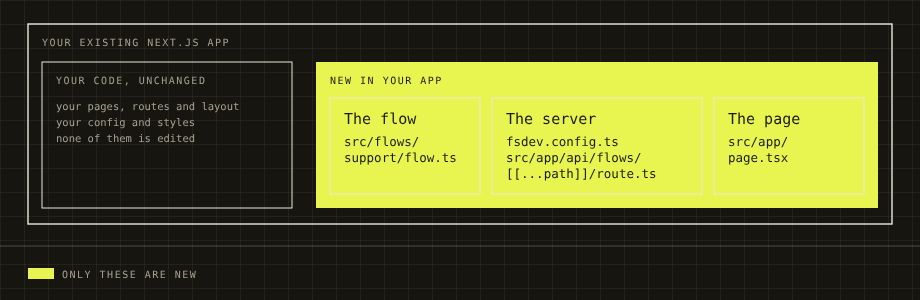 YOUR EXISTING NEXT.JS APP
YOUR CODE, UNCHANGED
your pages, routes and layout
your config and styles
none of them is edited
NEW IN YOUR APP
The flow
src/flows/
support/flow.ts
The server
fsdev.config.ts
src/app/api/flows/
[[...path]]/route.ts
The page
src/app/
page.tsx
ONLY THESE ARE NEW